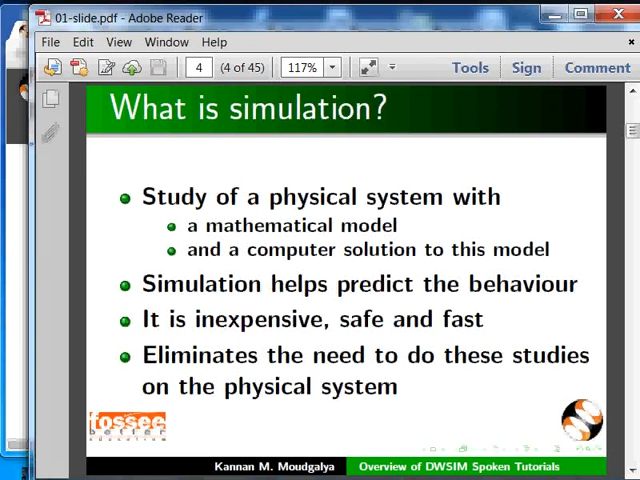 01-slide.pdf - Adobe Reader
File Edit View Window Help
4 (4 of 45) 117% Tools Sign Comment
What is simulation?
Study of a physical system with
a mathematical model
and a computer solution to this model
Simulation helps predict the behaviour
It is inexpensive, safe and fast
Eliminates the need to do these studies
on the physical system
fossee
better
education
Kannan M. Moudgalya Overview of DWSIM Spoken Tutorials